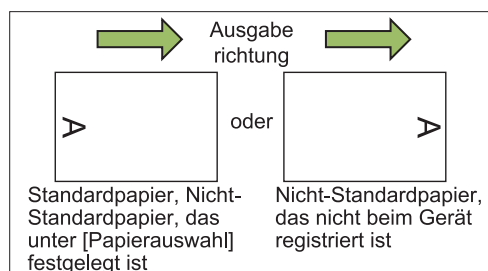 Ausgabe
richtung
A
oder
A
Standardpapier, Nicht-
Standardpapier, das
unter [Papierauswahl]
festgelegt ist
Nicht-Standardpapier,
das nicht beim Gerät
registriert ist